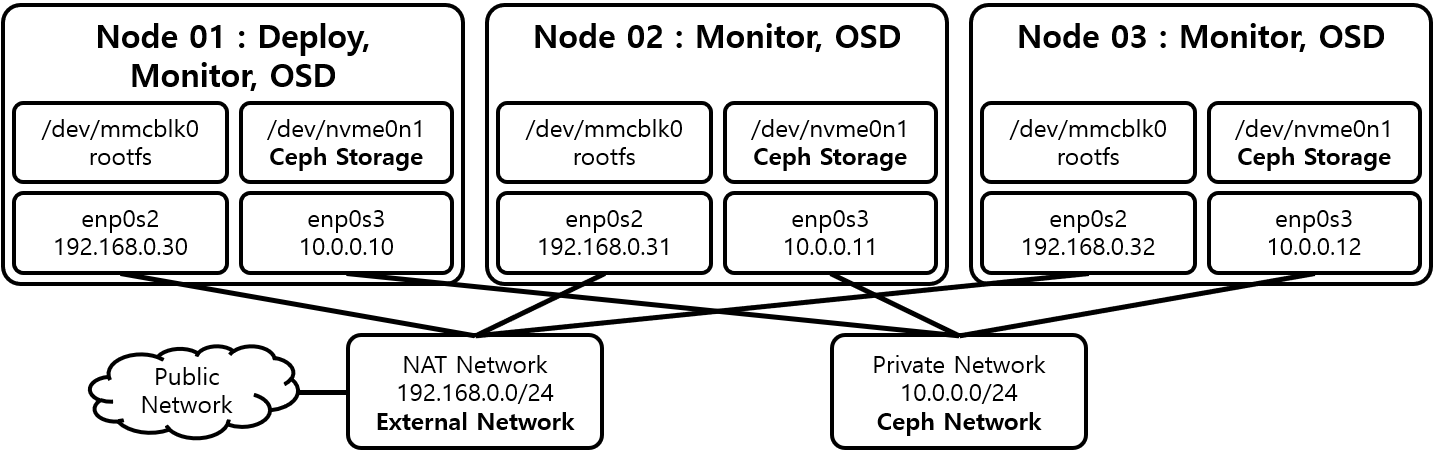 Node 01 : Deploy,
Monitor, OSD
/dev/mmcblk0
rootfs
/dev/nvme0n1
Ceph Storage
enp0s2
192.168.0.30
enp0s3
10.0.0.10
Node 02 : Monitor, OSD
/dev/mmcblk0
rootfs
/dev/nvme0n1
Ceph Storage
enp0s2
192.168.0.31
enp0s3
10.0.0.11
Node 03 : Monitor, OSD
/dev/mmcblk0
rootfs
/dev/nvme0n1
Ceph Storage
enp0s2
192.168.0.32
enp0s3
10.0.0.12
Public
Network
NAT Network
192.168.0.0/24
External Network
Private Network
10.0.0.0/24
Ceph Network